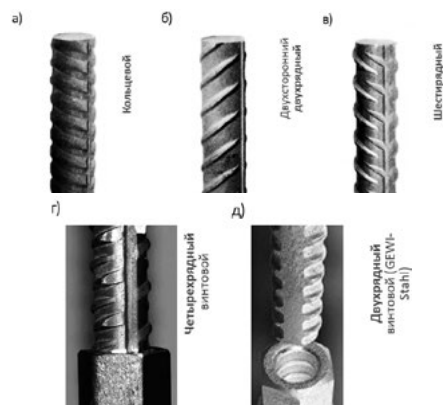 а)
Кольцевой
б)
Двухсторонний
двухрядный
в)
Шестирядный
г)
Четырехрядный
винтовой
д)
Двухрядный
винтовой (GEWI-
Stahl)